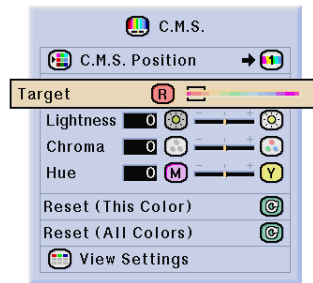 C.M.S.
C.M.S. Position 1
Target R
Lightness 0 - +
Chroma 0 - +
Hue 0 M - + Y
Reset (This Color)
Reset (All Colors)
View Settings